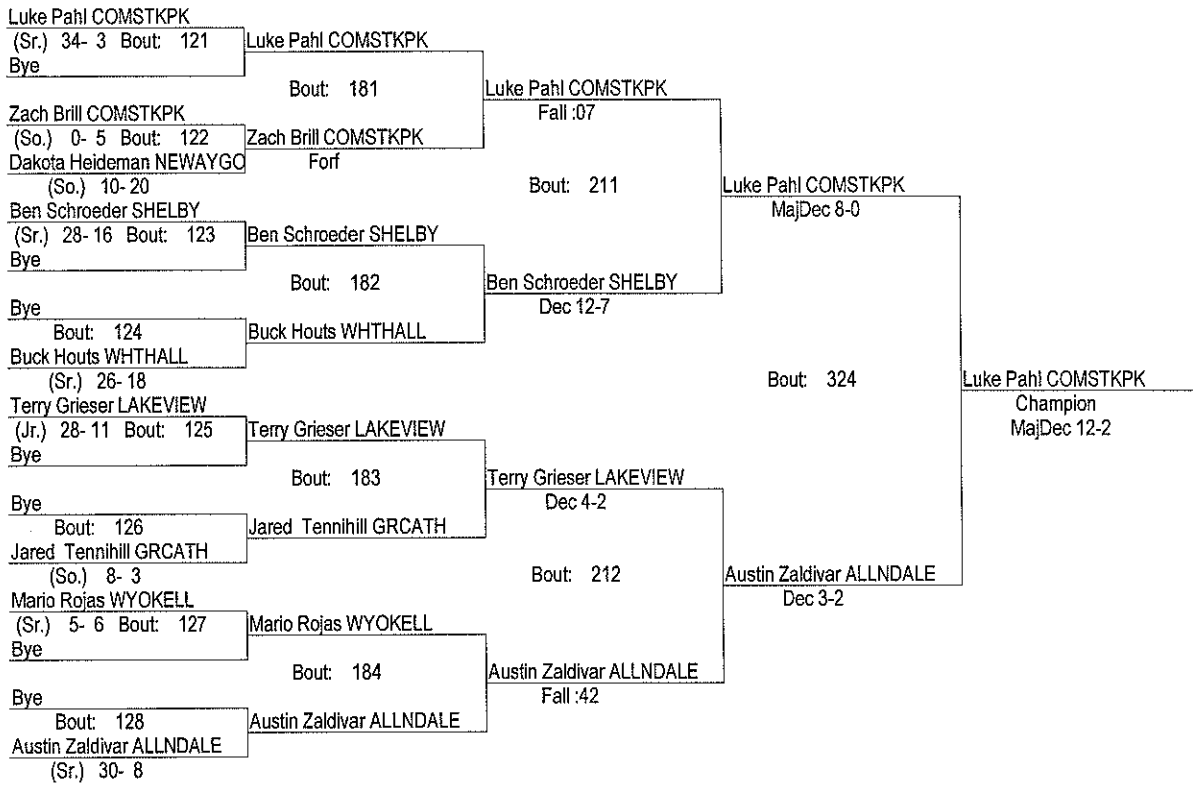 Luke Pahl COMSTKPK
(Sr.) 34- 3 Bout: 121
Bye
Zach Brill COMSTKPK
(So.) 0- 5 Bout: 122
Dakota Heideman NEWAYGO
(So.) 10- 20
Ben Schroeder SHELBY
(Sr.) 28- 16 Bout: 123
Bye
Bye
Bout: 124
Buck Houts WHTHALL
(Sr.) 26- 18
Terry Grieser LAKEVIEW
(Jr.) 28- 11 Bout: 125
Bye
Bye
Bout: 126
Jared Tennihill GRCATH
(So.) 8- 3
Mario Rojas WYOKELL
(Sr.) 5- 6 Bout: 127
Bye
Bye
Bout: 128
Austin Zaldivar ALLNDALE
(Sr.) 30- 8
Luke Pahl COMSTKPK
Bout: 181
Zach Brill COMSTKPK
Forf
Ben Schroeder SHELBY
Bout: 182
Buck Houts WHTHALL
Terry Grieser LAKEVIEW
Bout: 183
Jared Tennihill GRCATH
Mario Rojas WYOKELL
Bout: 184
Austin Zaldivar ALLNDALE
Luke Pahl COMSTKPK
Fall :07
Bout: 211
Ben Schroeder SHELBY
Dec 12-7
Terry Grieser LAKEVIEW
Dec 4-2
Bout: 212
Austin Zaldivar ALLNDALE
Fall :42
Luke Pahl COMSTKPK
MajDec 8-0
Bout: 324
Austin Zaldivar ALLNDALE
Dec 3-2
Luke Pahl COMSTKPK
Champion
MajDec 12-2